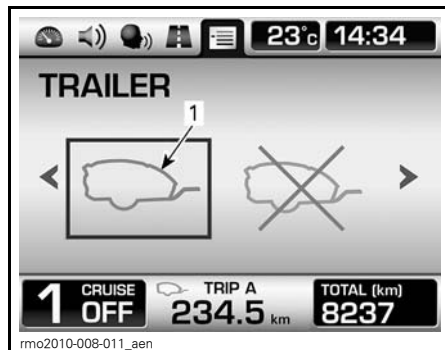 23°c 14:34
TRAILER
1
1 CRUISE OFF TRIP A 234.5 km TOTAL (km) 8237
rmo2010-008-011_aen